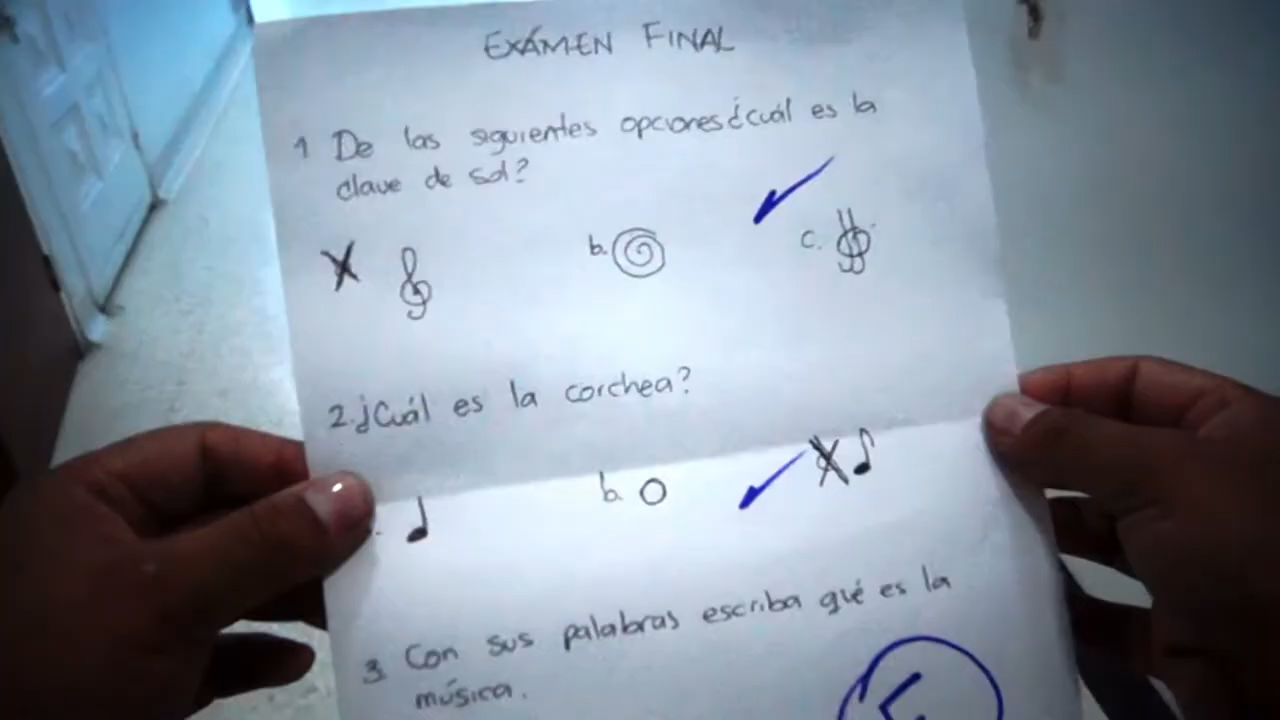 EXÁMEN FINAL
1 De las siguientes opciones ¿cuál es la
clave de sol?
b.
c.
2. ¿Cuál es la corchea?
b.
3. Con sus palabras escriba qué es la
música.